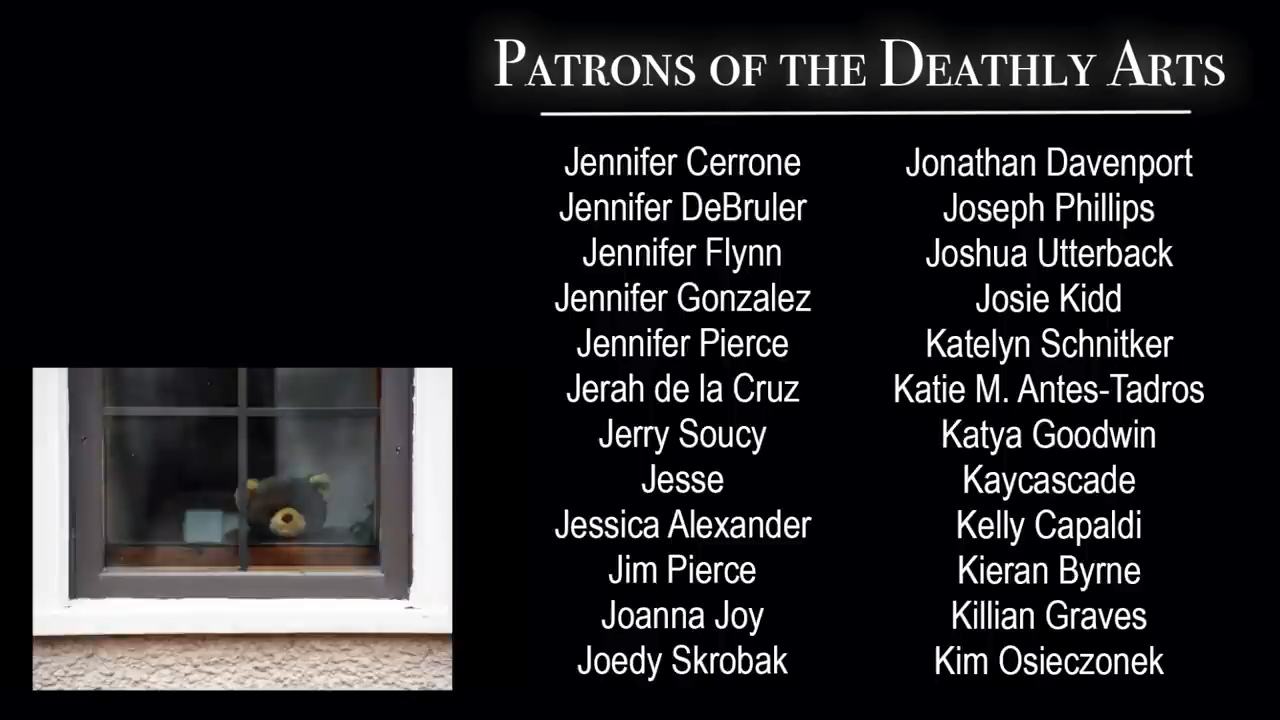 Patrons of the Deathly Arts
Jennifer Cerrone
Jennifer DeBruler
Jennifer Flynn
Jennifer Gonzalez
Jennifer Pierce
Jerah de la Cruz
Jerry Soucy
Jesse
Jessica Alexander
Jim Pierce
Joanna Joy
Joedy Skrobak
Jonathan Davenport
Joseph Phillips
Joshua Utterback
Josie Kidd
Katelyn Schnitker
Katie M. Antes-Tadros
Katya Goodwin
Kaycascade
Kelly Capaldi
Kieran Byrne
Killian Graves
Kim Osieczonek